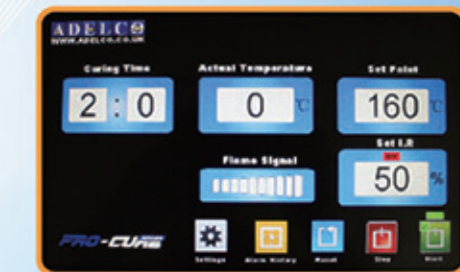 ADELCO
WWW.ADELCO.CO.UK
Curing Time
Actual Temperature
Set Point
2 : 0
0 °C
160 °C
Flame Signal
Set I.R
50 %
PRO-CURE
Settings
Alarm History
Reset
Stop
Start